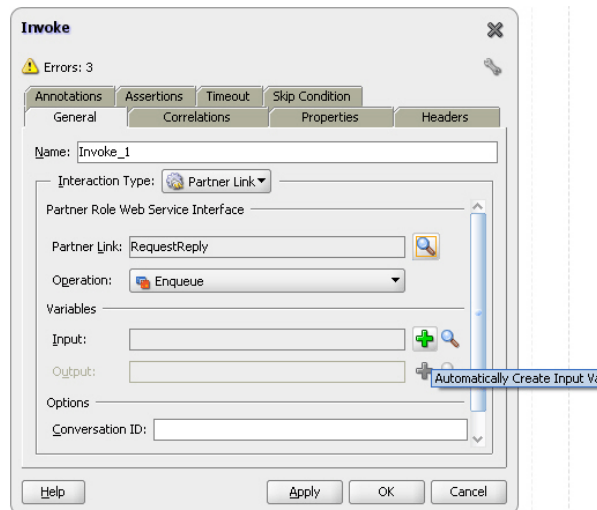 Invoke
Errors: 3
Annotations Assertions Timeout Skip Condition
General Correlations Properties Headers
Name: Invoke_1
Interaction Type: Partner Link
Partner Role Web Service Interface
Partner Link: RequestReply
Operation: Enqueue
Variables
Input:
Output:
Automatically Create Input Va
Options
Conversation ID:
Help Apply OK Cancel